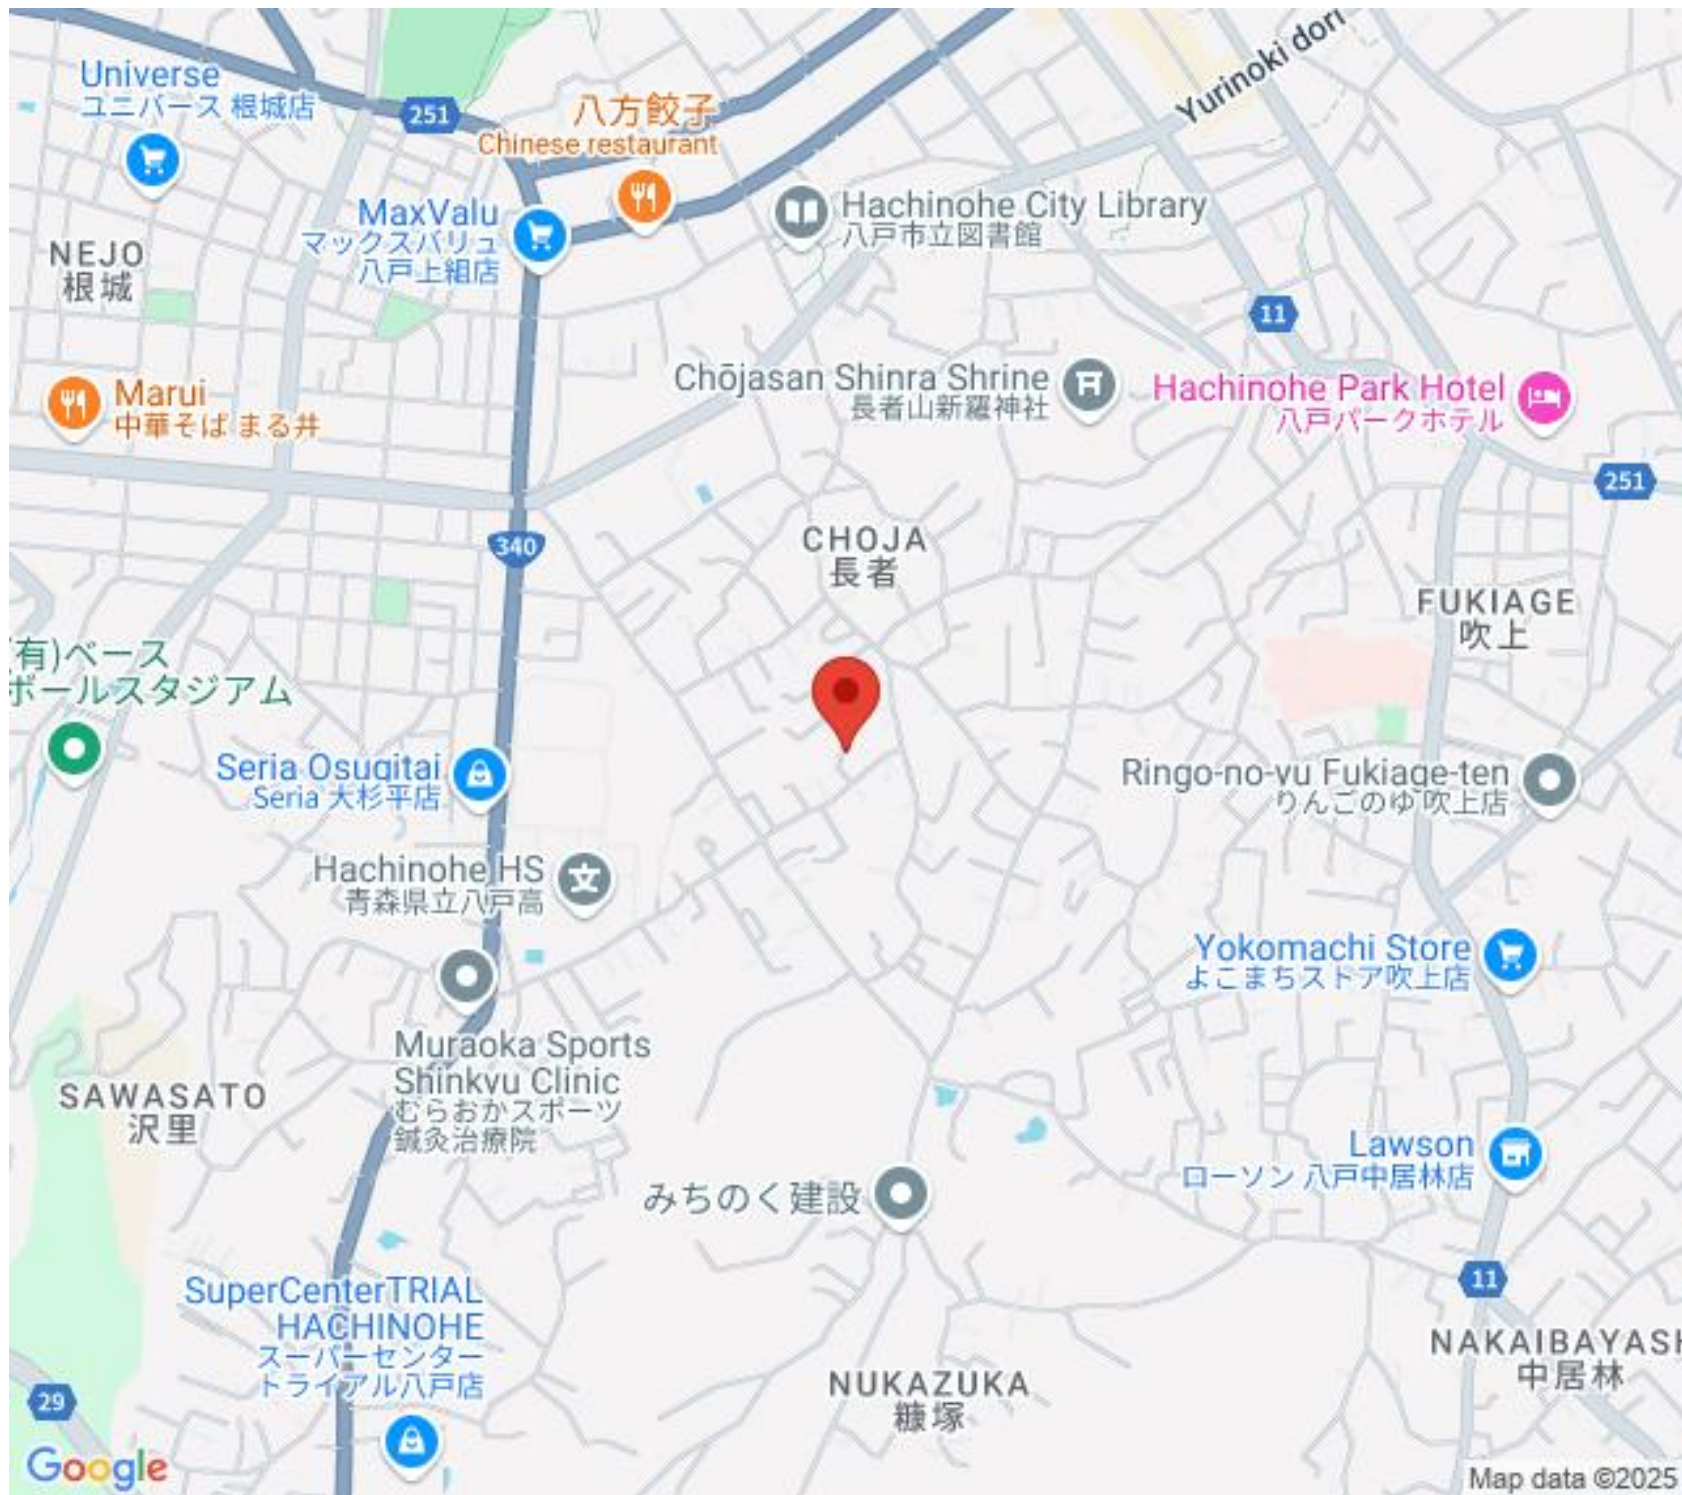 Yurinoki dori
Universe
ユニバース 根城店
251
八方餃子
Chinese restaurant
MaxValu
マックスバリュ
八戸上組店
Hachinohe City Library
八戸市立図書館
NEJO
根城
11
Chōjasan Shinra Shrine
長者山新羅神社
Hachinohe Park Hotel
八戸パークホテル
Marui
中華そば まる井
251
340
CHOJA
長者
FUKIAGE
吹上
(有)ベース
ボールスタジアム
Seria Osugitai
Seria 大杉平店
Ringo-no-yu Fukiage-ten
りんごのゆ 吹上店
Hachinohe HS
青森県立八戸高
Yokomachi Store
よこまちストア吹上店
Muraoka Sports
Shinkyu Clinic
むらおかスポーツ
鍼灸治療院
SAWASATO
沢里
Lawson
ローソン 八戸中居林店
みちのく建設
11
SuperCenterTRIAL
HACHINOHE
スーパーセンター
トライアル八戸店
NAKAIBAYASH
中居林
NUKAZUKA
糠塚
29
Google
Map data ©2025